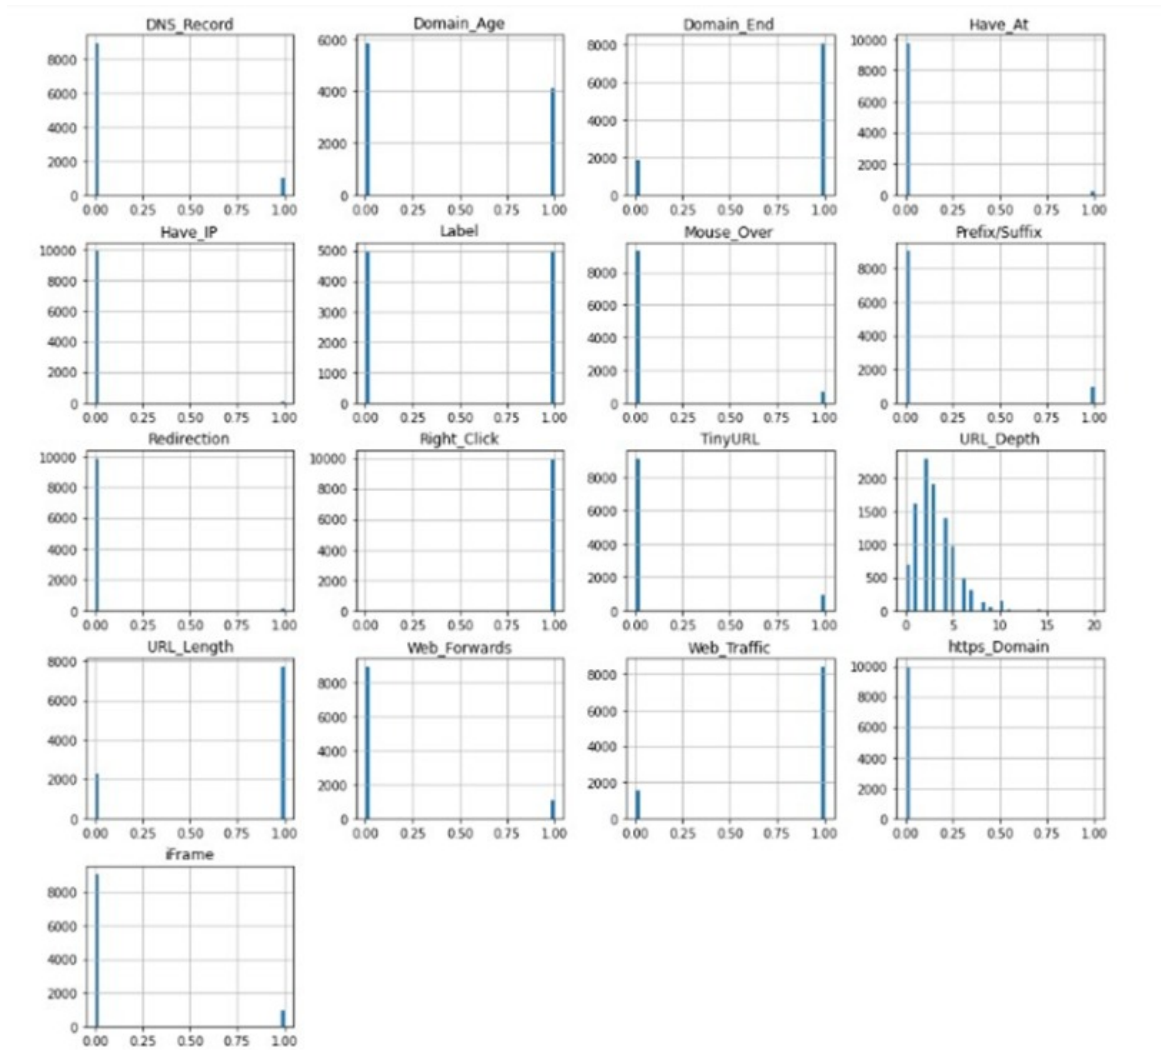 DNS_Record
8000
6000
4000
2000
0
0.00 0.25 0.50 0.75 1.00
Domain_Age
6000
4000
2000
0
0.00 0.25 0.50 0.75 1.00
Domain_End
8000
6000
4000
2000
0
0.00 0.25 0.50 0.75 1.00
Have_At
10000
8000
6000
4000
2000
0
0.00 0.25 0.50 0.75 1.00
Have_IP
10000
8000
6000
4000
2000
0
0.00 0.25 0.50 0.75 1.00
Label
5000
4000
3000
2000
1000
0
0.00 0.25 0.50 0.75 1.00
Mouse_Over
8000
6000
4000
2000
0
0.00 0.25 0.50 0.75 1.00
Prefix/Suffix
8000
6000
4000
2000
0
0.00 0.25 0.50 0.75 1.00
Redirection
10000
8000
6000
4000
2000
0
0.00 0.25 0.50 0.75 1.00
Right_Click
10000
8000
6000
4000
2000
0
0.00 0.25 0.50 0.75 1.00
TinyURL
8000
6000
4000
2000
0
0.00 0.25 0.50 0.75 1.00
URL_Depth
2000
1500
1000
500
0
0 5 10 15 20
URL_Length
8000
6000
4000
2000
0
0.00 0.25 0.50 0.75 1.00
Web_Forwards
8000
6000
4000
2000
0
0.00 0.25 0.50 0.75 1.00
Web_Traffic
8000
6000
4000
2000
0
0.00 0.25 0.50 0.75 1.00
https_Domain
10000
8000
6000
4000
2000
0
0.00 0.25 0.50 0.75 1.00
iFrame
8000
6000
4000
2000
0
0.00 0.25 0.50 0.75 1.00